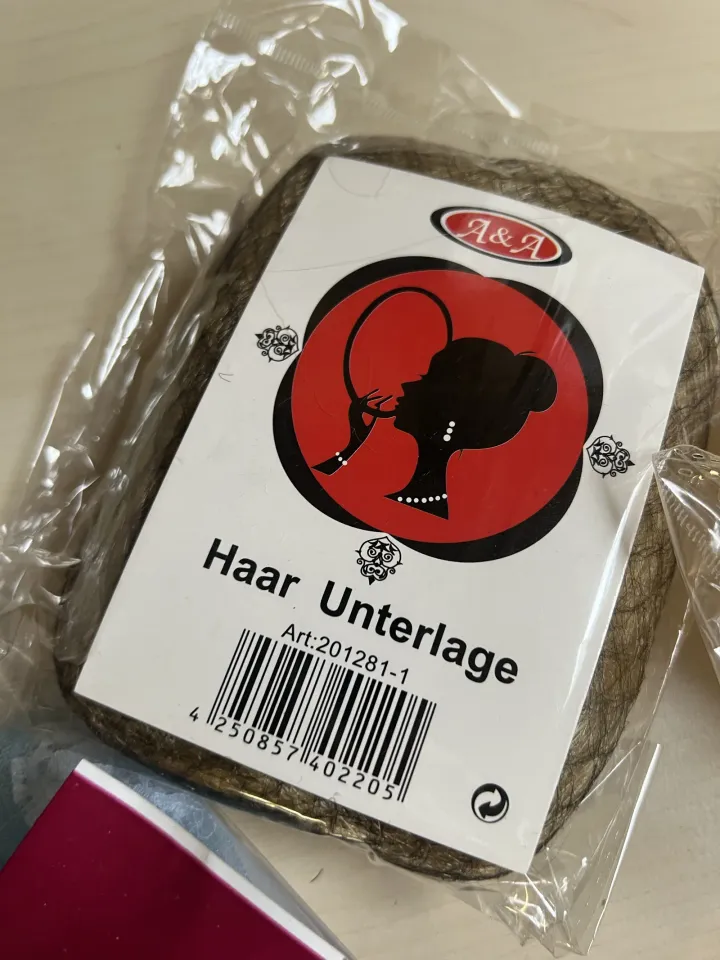 A & A
Haar Unterlage
Art:201281-1
4 250857 402205